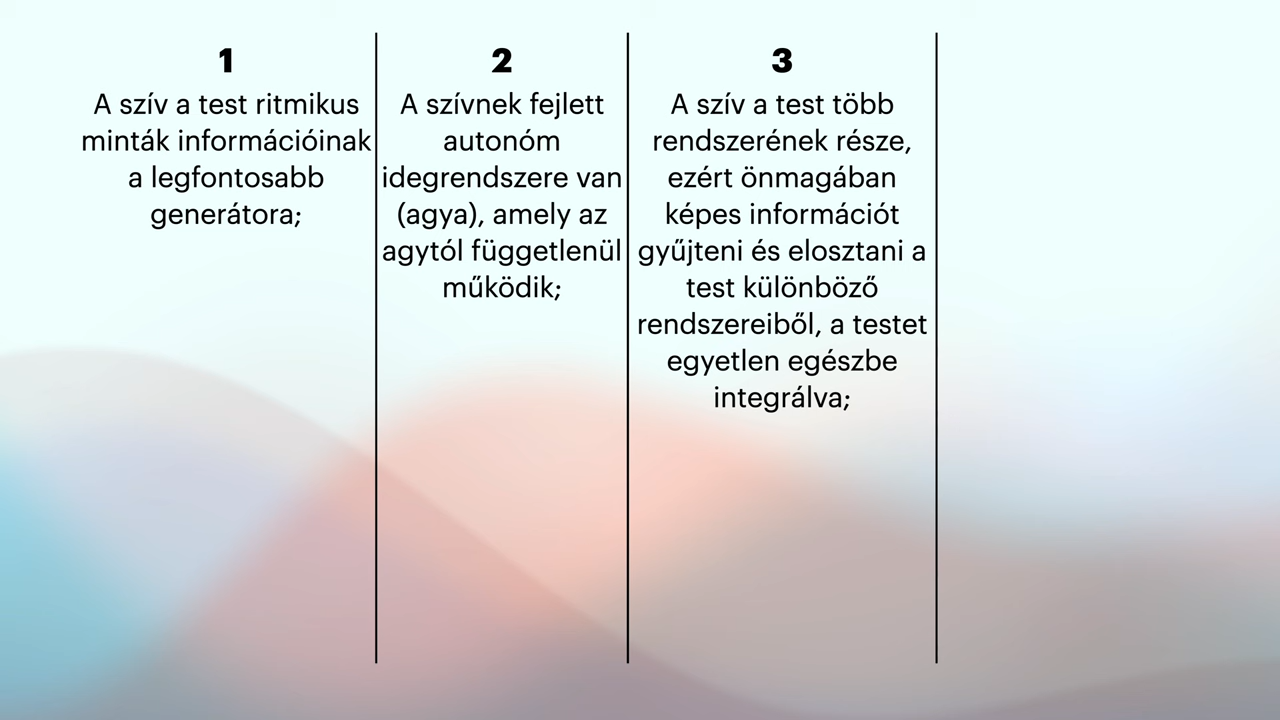 1
A szív a test ritmikus
minták információinak
a legfontosabb
generátora;
2
A szívnek fejlett
autonóm
idegrendszere van
(agya), amely az
agytól függetlenül
működik;
3
A szív a test több
rendszerének része,
ezért önmagában
képes információt
gyűjteni és elosztani a
test különböző
rendszereiből, a testet
egyetlen egészbe
integrálva;